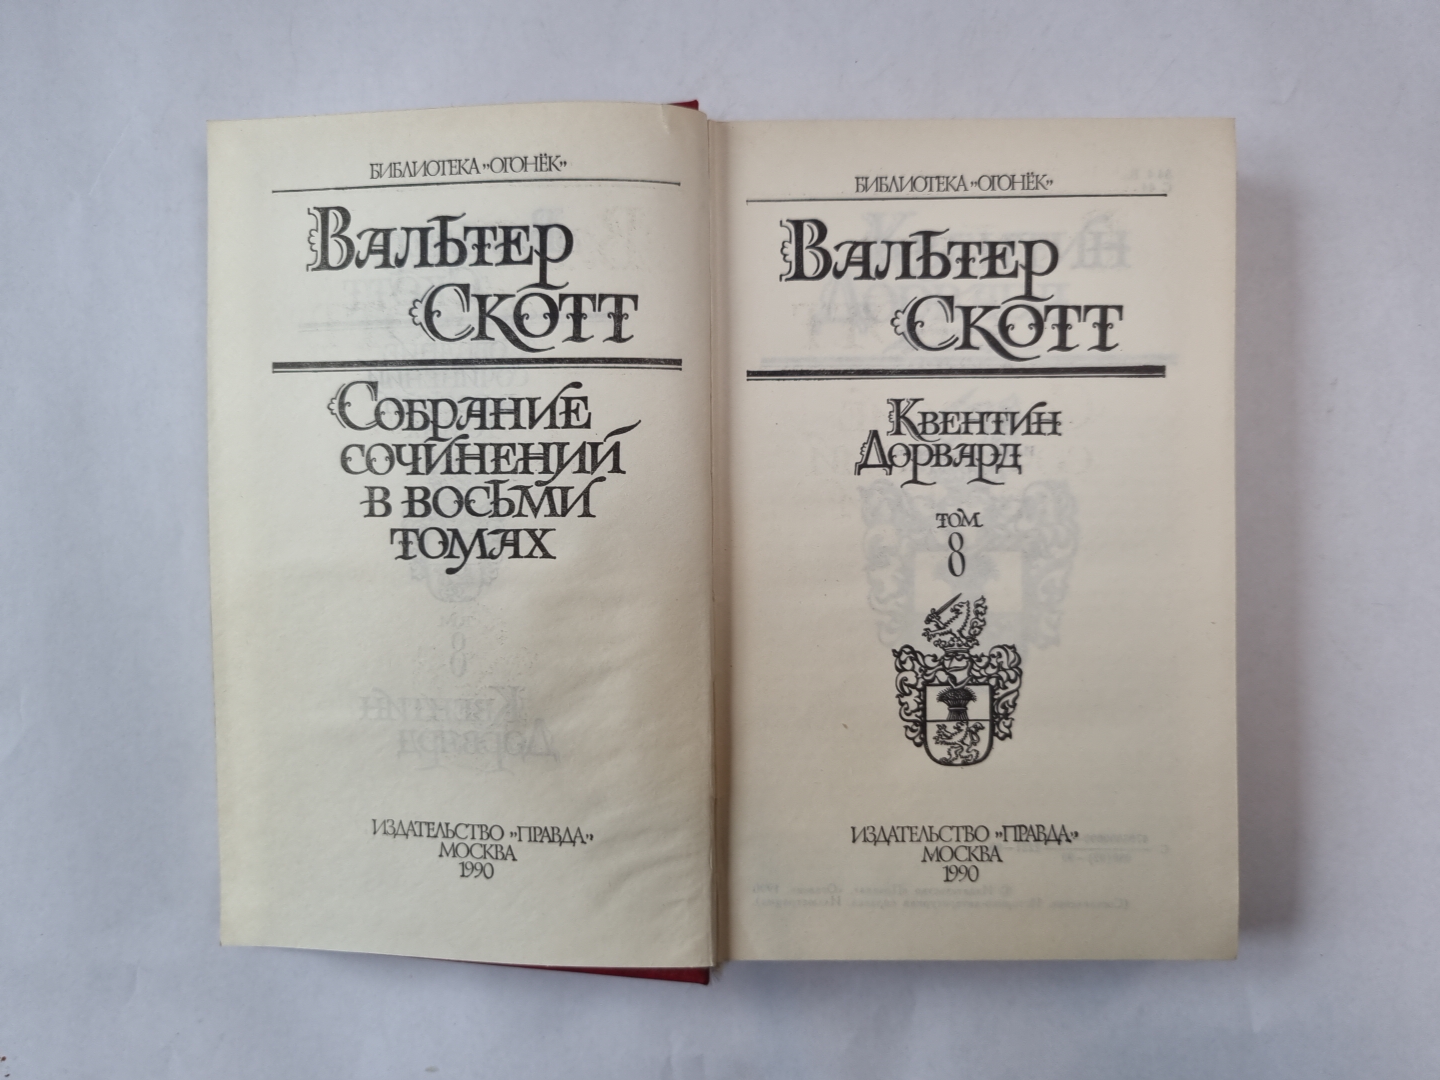 БИБЛИОТЕКА „ОГОНЁК”
ВАЛЬТЕР
СКОТТ
СОБРАНИЕ
СОЧИНЕНИЙ
В ВОСЬМИ
ТОМАХ
ИЗДАТЕЛЬСТВО „ПРАВДА”
МОСКВА
1990
БИБЛИОТЕКА „ОГОНЁК”
ВАЛЬТЕР
СКОТТ
КВЕНТИН
ДОРВАРД
ТОМ
8
ИЗДАТЕЛЬСТВО „ПРАВДА”
МОСКВА
1990